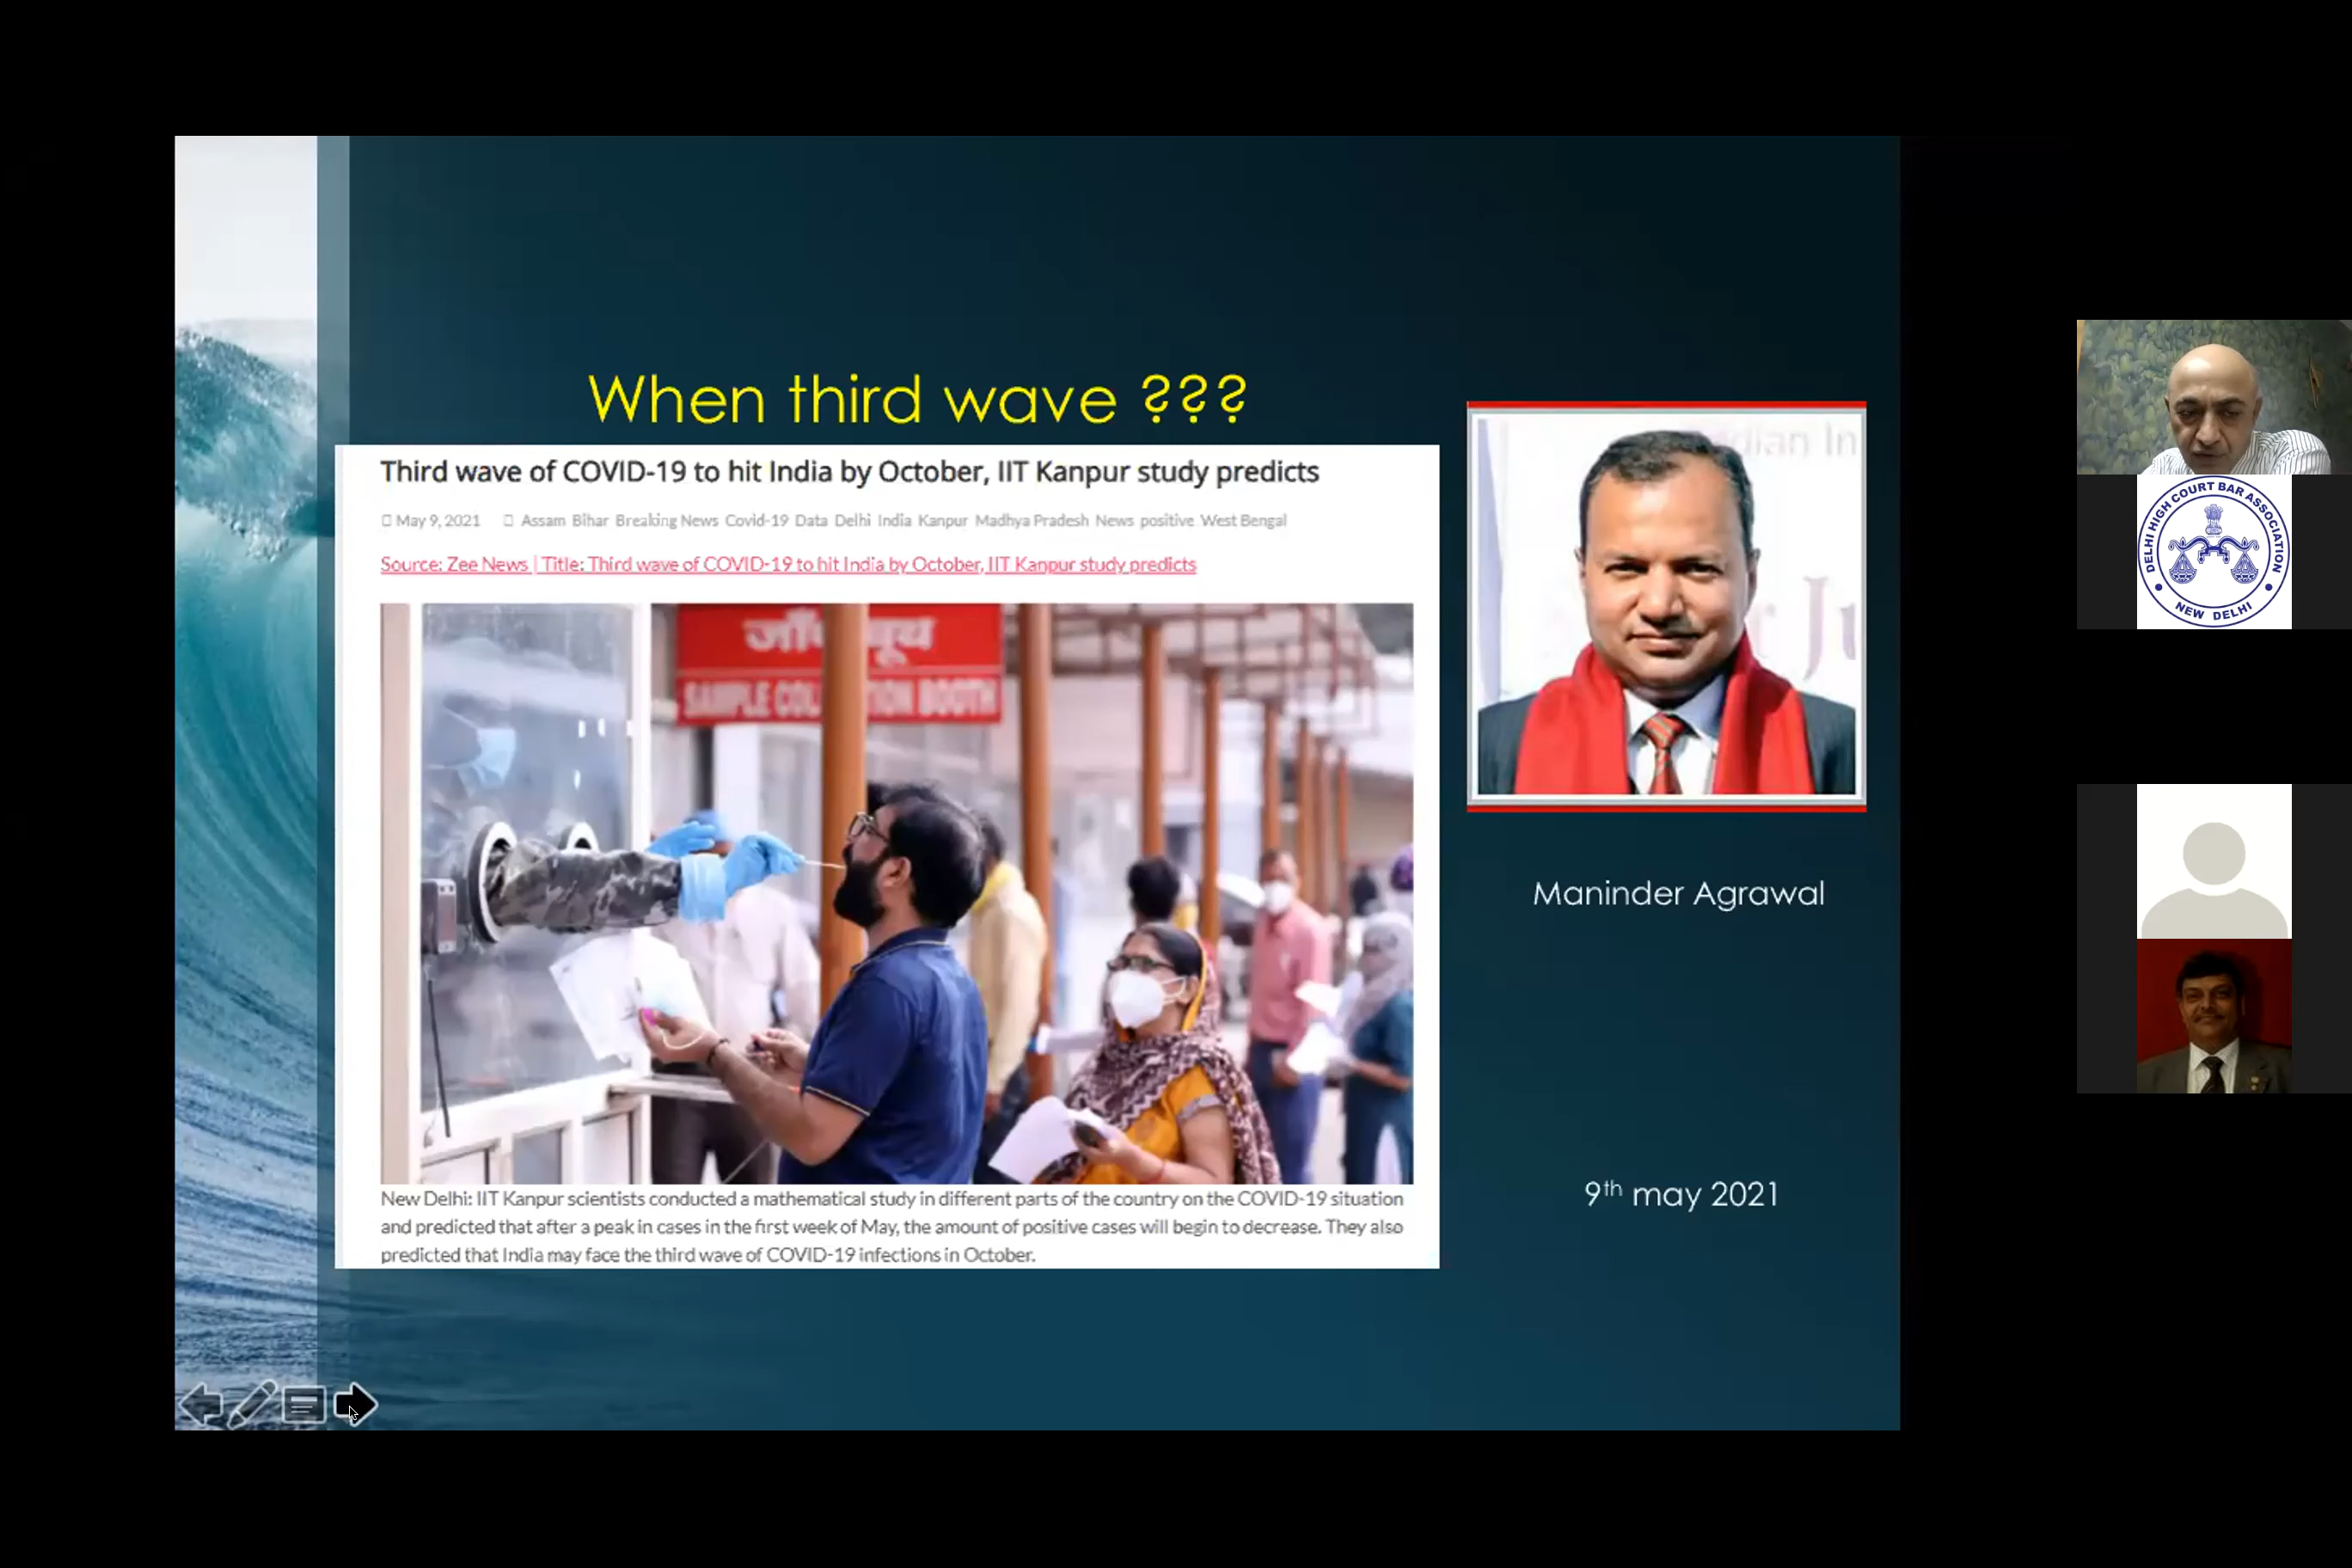 When third wave ???
Third wave of COVID-19 to hit India by October, IIT Kanpur study predicts
May 9, 2021 Assam Bihar Breaking News Covid-19 Data Delhi India Kanpur Madhya Pradesh News positive West Bengal
Source: Zee News | Title: Third wave of COVID-19 to hit India by October, IIT Kanpur study predicts
SAMPLE BOOTH
New Delhi: IIT Kanpur scientists conducted a mathematical study in different parts of the country on the COVID-19 situation
and predicted that after a peak in cases in the first week of May, the amount of positive cases will begin to decrease. They also
predicted that India may face the third wave of COVID-19 infections in October.
Maninder Agrawal
9th may 2021
DELHI HIGH COURT BAR ASSOCIATION
NEW DELHI